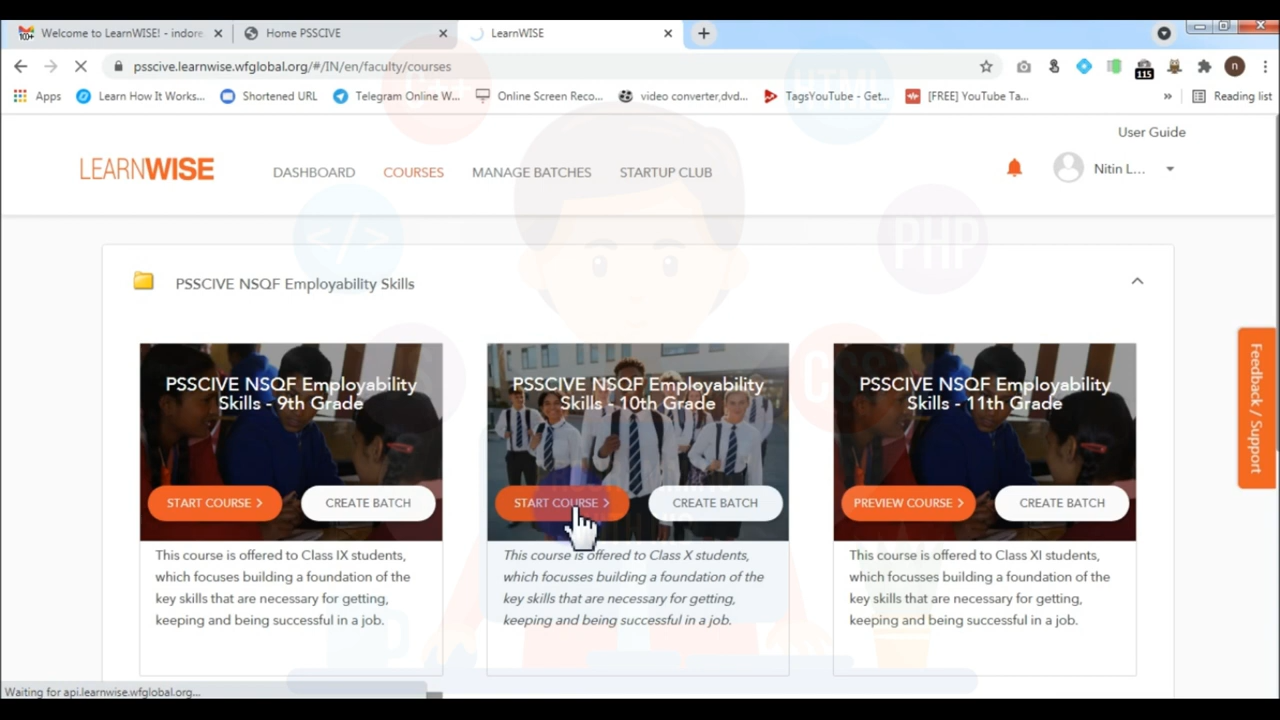 Welcome to LearnWISE! - indore
Home PSSCIVE
LearnWISE
psscive.learnwise.wfglobal.org/#/IN/en/faculty/courses
115
n
Apps
Learn How It Works...
Shortened URL
Telegram Online W...
Online Screen Reco...
video converter,dvd...
TagsYouTube - Get...
[FREE] YouTube Ta...
»
Reading list
User Guide
LEARNWISE
DASHBOARD
COURSES
MANAGE BATCHES
STARTUP CLUB
Nitin L...
</>
PHP
HTML
PSSCIVE NSQF Employability Skills
PSSCIVE NSQF Employability
Skills - 9th Grade
START COURSE >
CREATE BATCH
This course is offered to Class IX students,
which focuses building a foundation of the
key skills that are necessary for getting,
keeping and being successful in a job.
PSSCIVE NSQF Employability
Skills - 10th Grade
START COURSE >
CREATE BATCH
This course is offered to Class X students,
which focusses building a foundation of the
key skills that are necessary for getting,
keeping and being successful in a job.
PSSCIVE NSQF Employability
Skills - 11th Grade
PREVIEW COURSE >
CREATE BATCH
This course is offered to Class XI students,
which focuses building a foundation of the
key skills that are necessary for getting,
keeping and being successful in a job.
Feedback / Support
Waiting for api.learnwise.wfglobal.org...